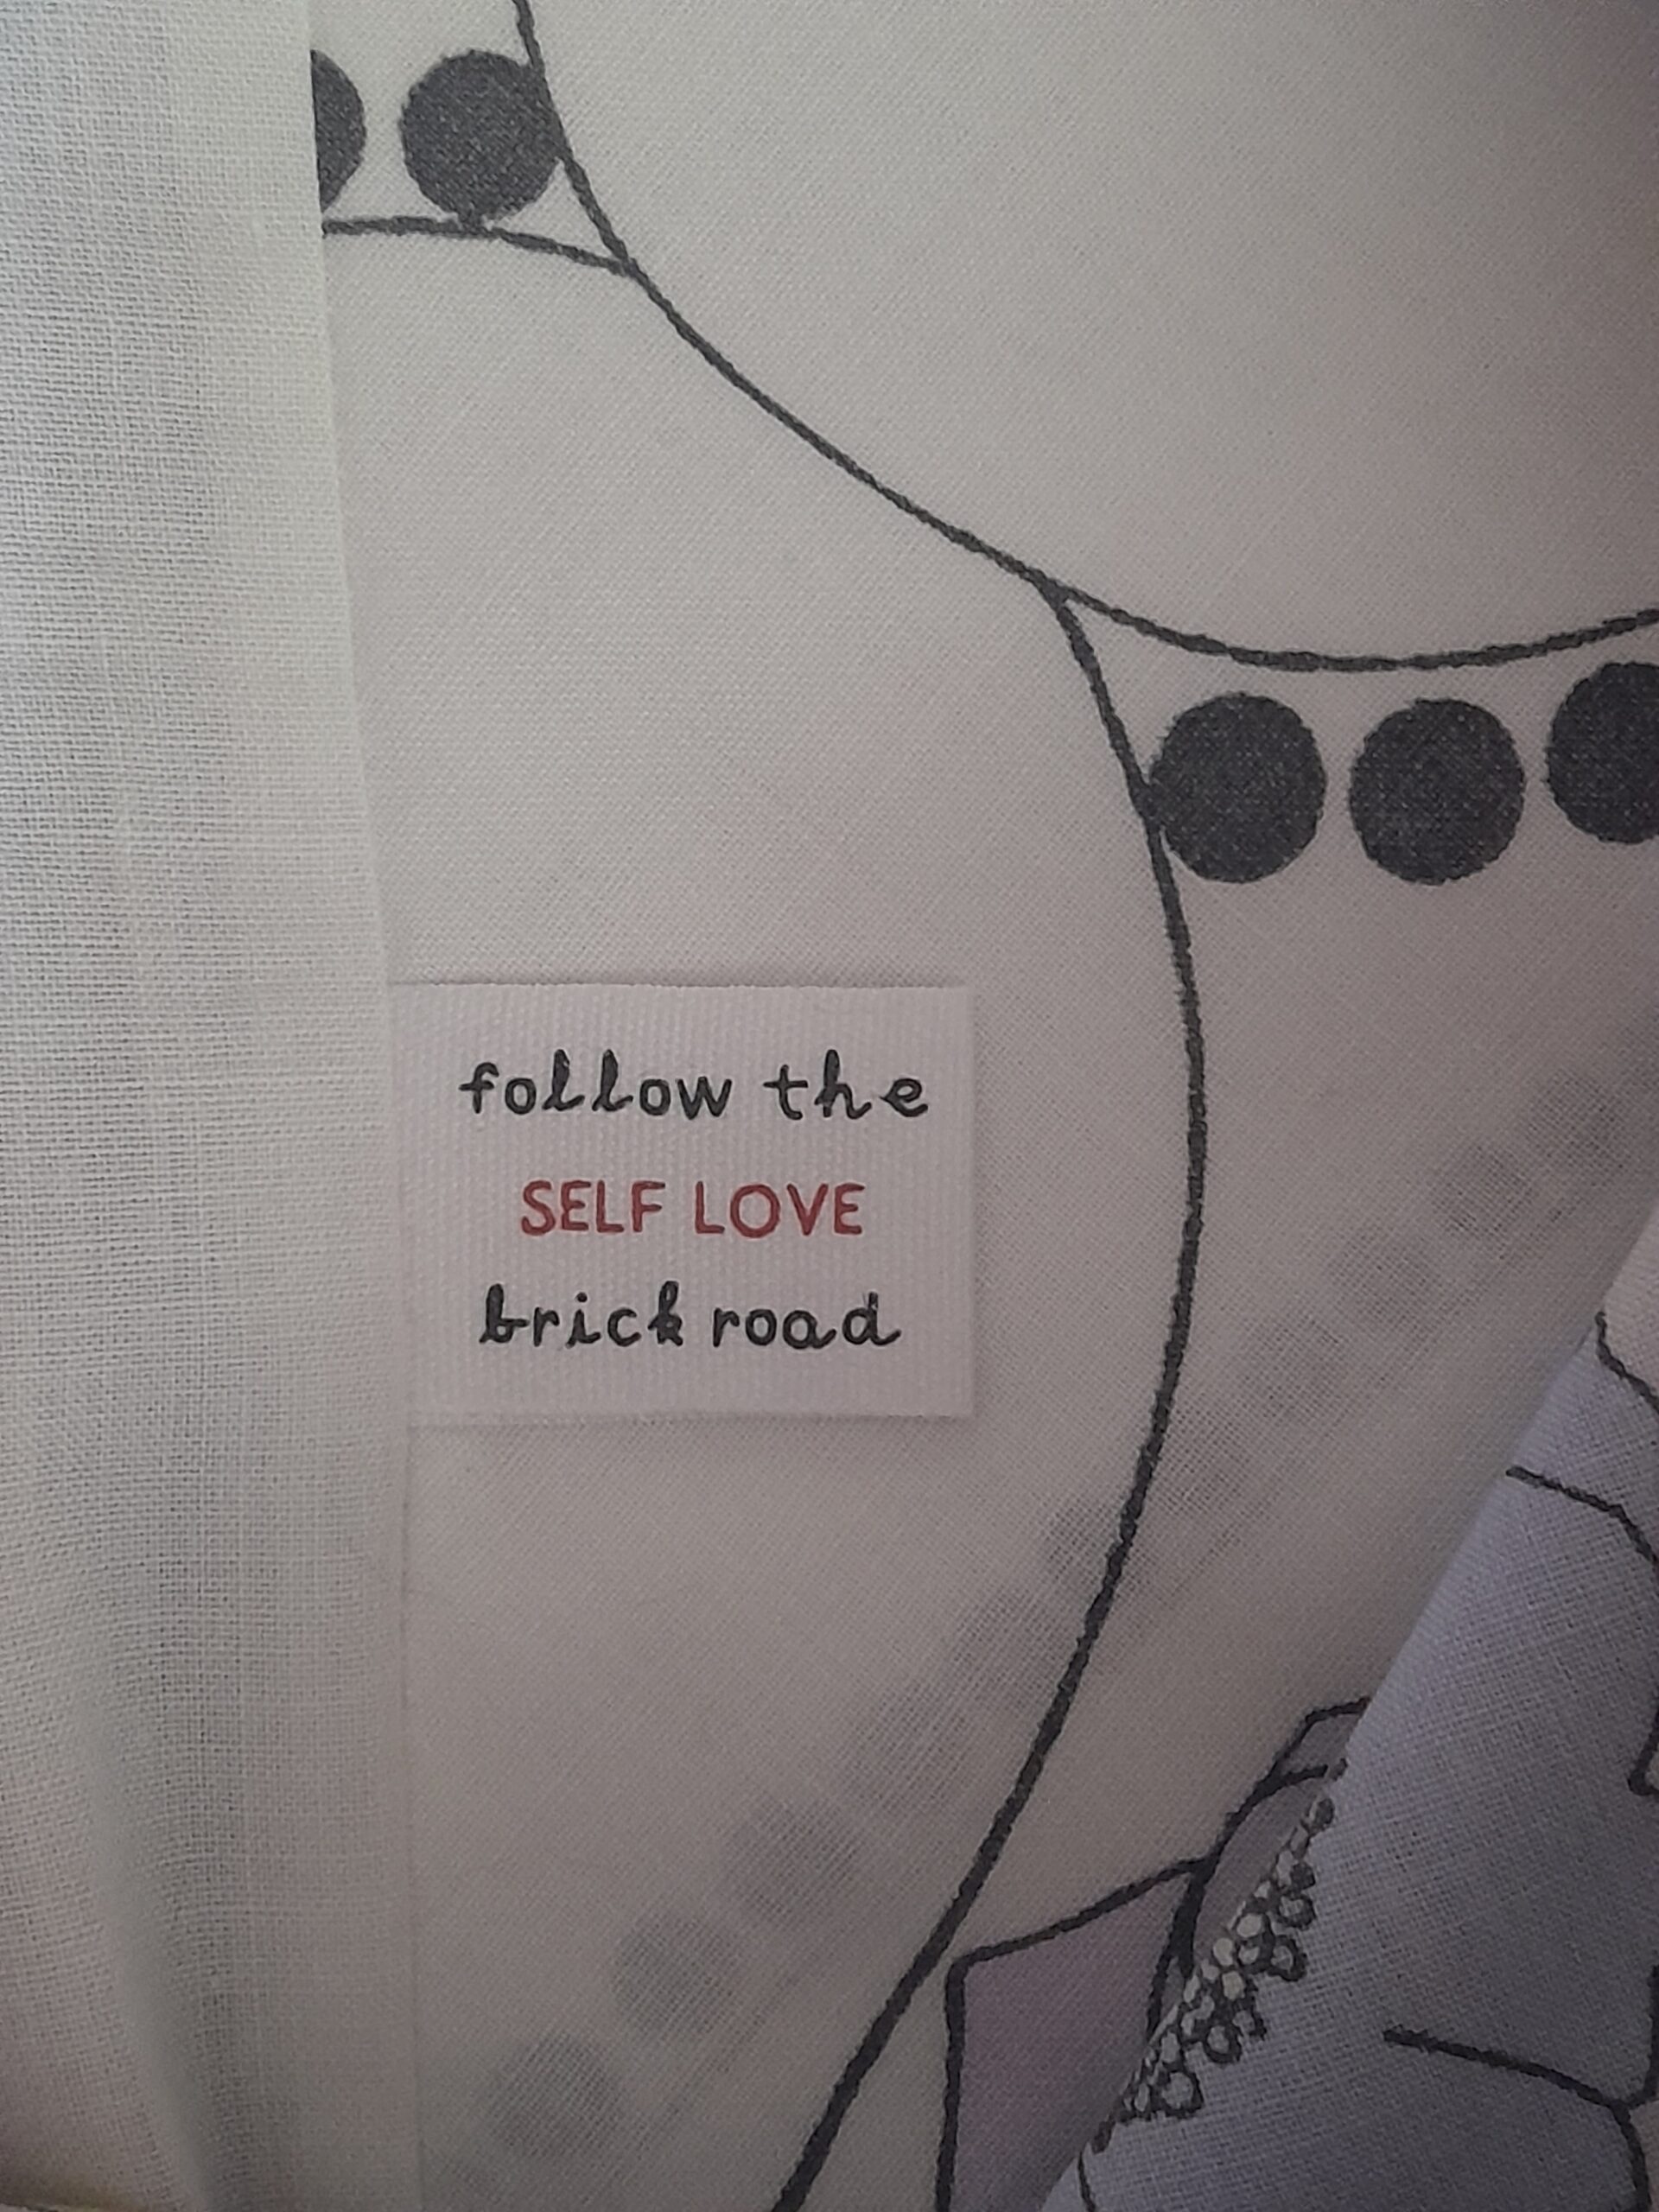 follow the
SELF LOVE
brick road